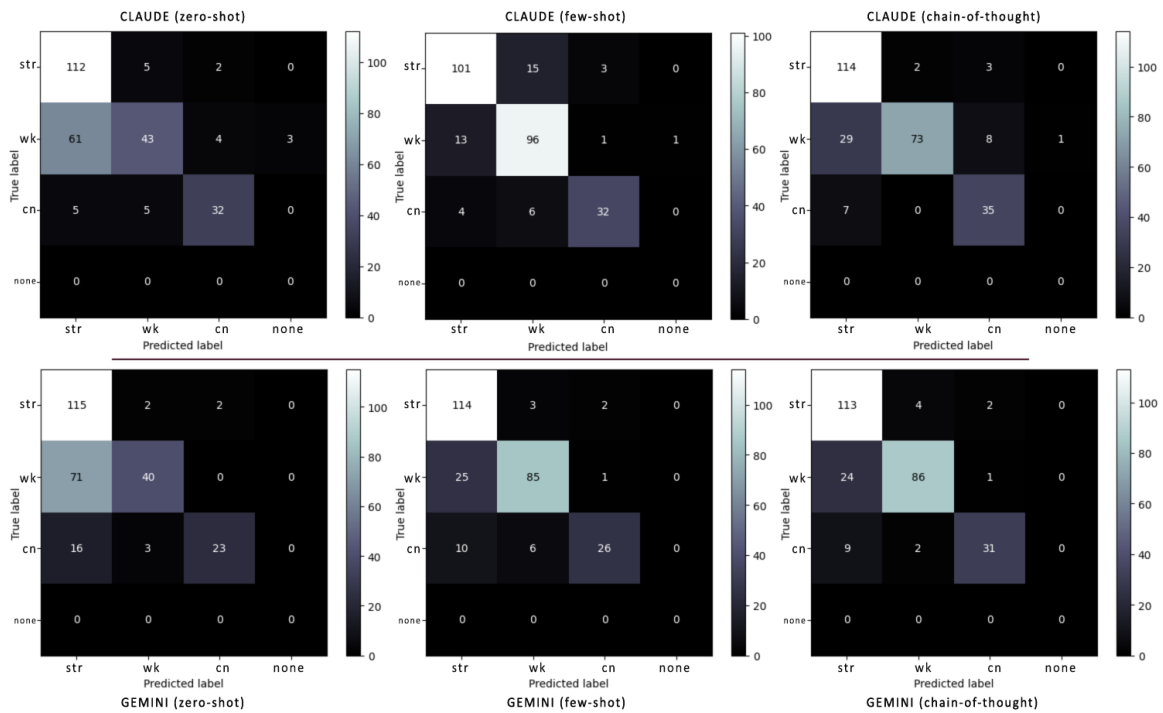 CLAUDE (zero-shot)
str 112 5 2 0
wk 61 43 4 3
cn 5 5 32 0
none 0 0 0 0
str wk cn none
True label
Predicted label
100
80
60
40
20
0
CLAUDE (few-shot)
101 15 3 0
13 96 1 1
4 6 32 0
0 0 0 0
str wk cn none
Predicted label
100
80
60
40
20
0
CLAUDE (chain-of-thought)
str 114 2 3 0
wk 29 73 8 1
cn 7 0 35 0
none 0 0 0 0
str wk cn none
True label
Predicted label
100
80
60
40
20
0
str 115 2 2 0
wk 71 40 0 0
cn 16 3 23 0
none 0 0 0 0
str wk cn none
True label
Predicted label
GEMINI (zero-shot)
100
80
60
40
20
0
str 114 3 2 0
wk 25 85 1 0
cn 10 6 26 0
none 0 0 0 0
str wk cn none
True label
Predicted label
GEMINI (few-shot)
100
80
60
40
20
0
str 113 4 2 0
wk 24 86 1 0
cn 9 2 31 0
none 0 0 0 0
str wk cn none
True label
Predicted label
GEMINI (chain-of-thought)
100
80
60
40
20
0